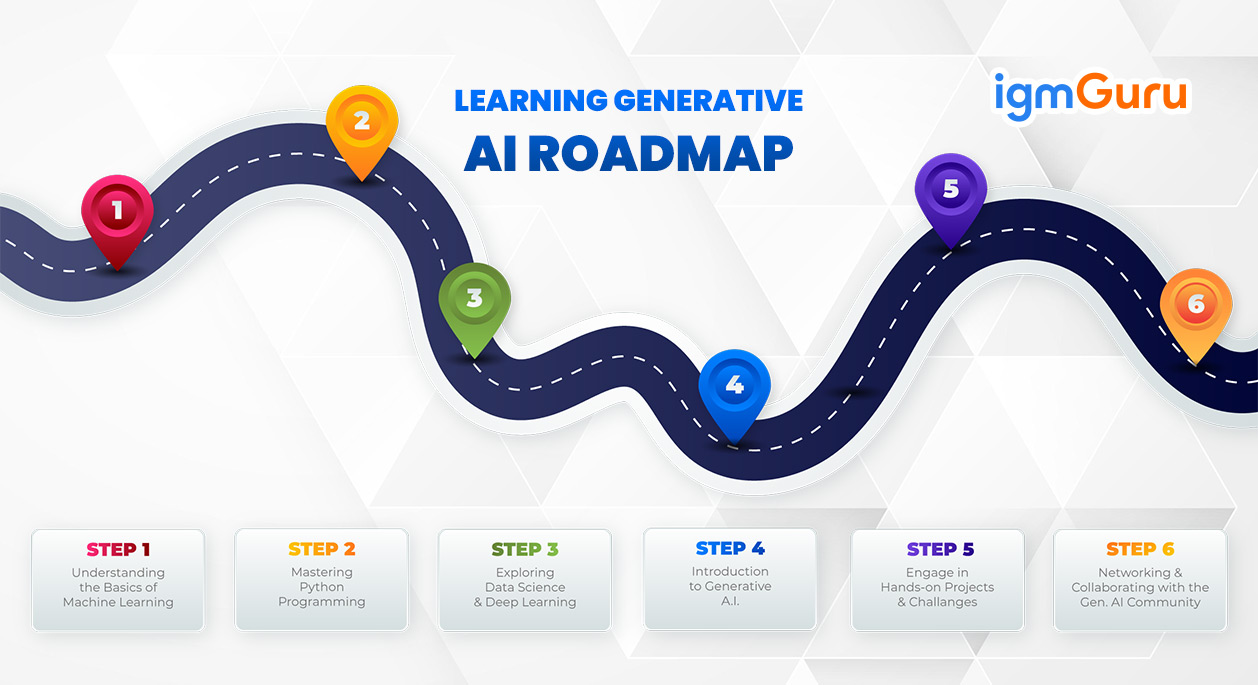 LEARNING GENERATIVE
AI ROADMAP
igmGuru
1
2
3
4
5
6
STEP 1
Understanding
the Basics of
Machine Learning
STEP 2
Mastering
Python
Programming
STEP 3
Exploring
Data Science
& Deep Learning
STEP 4
Introduction
to Generative
A.I.
STEP 5
Engage in
Hands-on Projects
& Challanges
STEP 6
Networking &
Collaborating with the
Gen. AI Community